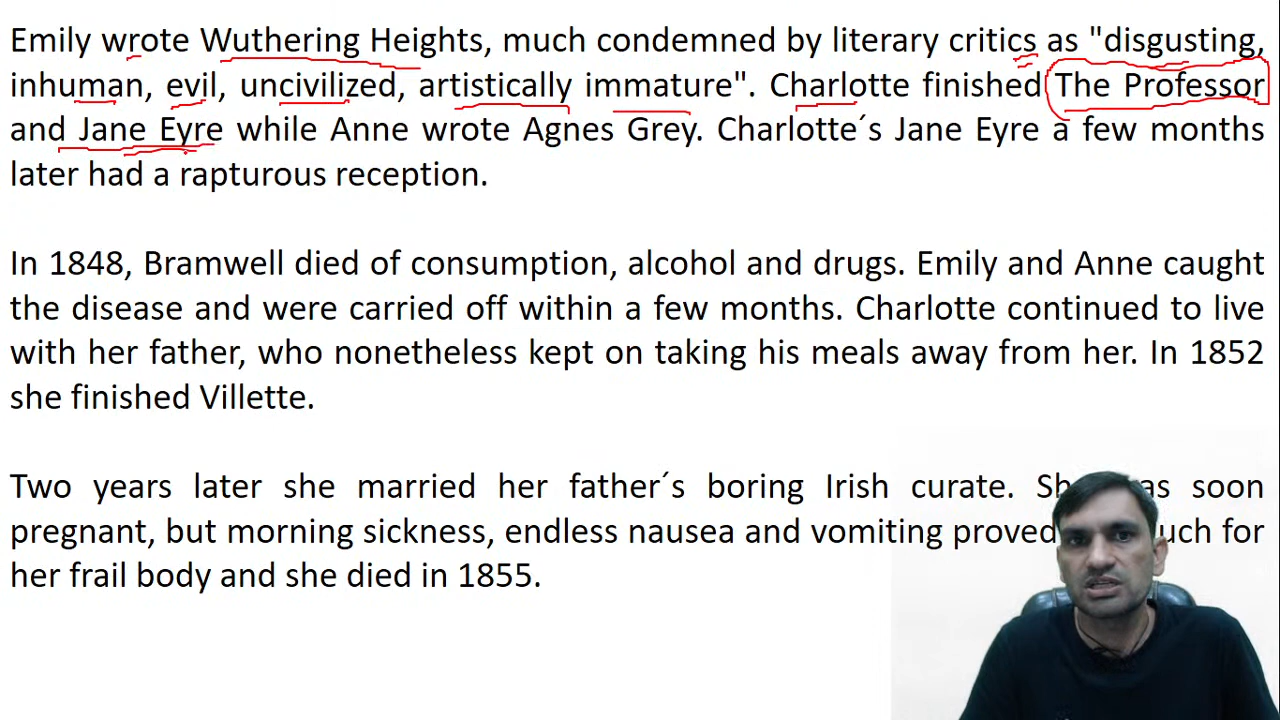 Emily wrote Wuthering Heights, much condemned by literary critics as "disgusting,
inhuman, evil, uncivilized, artistically immature". Charlotte finished The Professor
and Jane Eyre while Anne wrote Agnes Grey. Charlotte´s Jane Eyre a few months
later had a rapturous reception.
In 1848, Bramwell died of consumption, alcohol and drugs. Emily and Anne caught
the disease and were carried off within a few months. Charlotte continued to live
with her father, who nonetheless kept on taking his meals away from her. In 1852
she finished Villette.
Two years later she married her father´s boring Irish curate. soon
pregnant, but morning sickness, endless nausea and vomiting proved for
her frail body and she died in 1855.